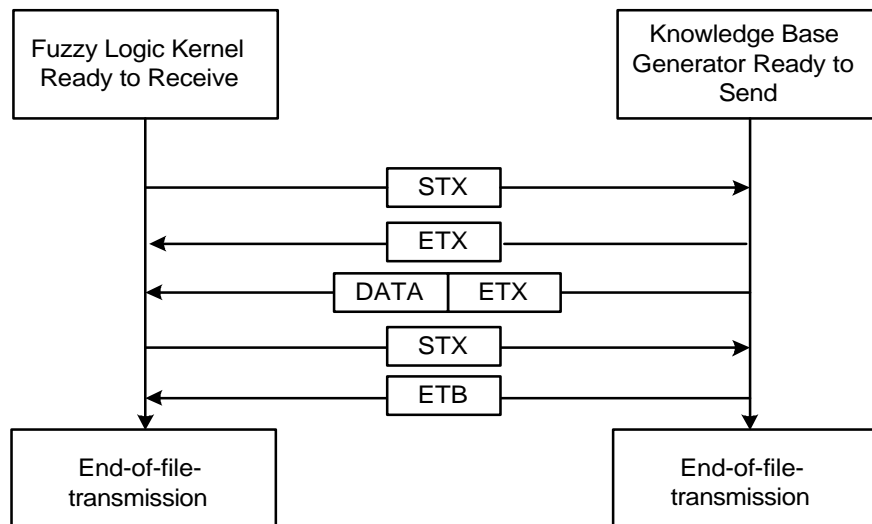 Fuzzy Logic Kernel
Ready to Receive
Knowledge Base
Generator Ready to
Send
STX
ETX
DATA ETX
STX
ETB
End-of-file-
transmission
End-of-file-
transmission